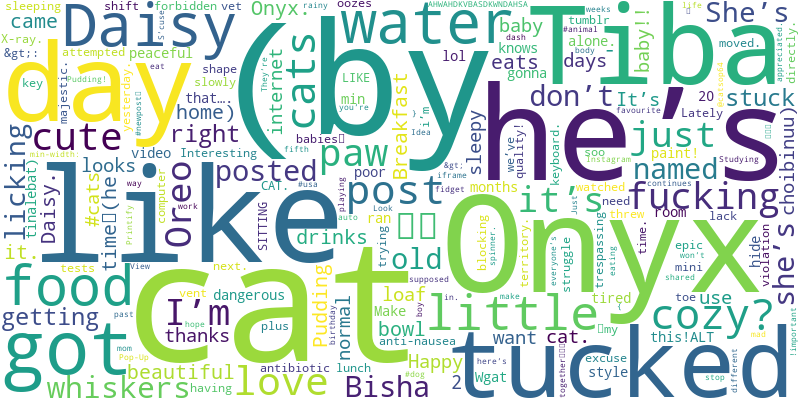 sleeping
shift
forbidden
vet
Onyx.
rainy
oozes
AHWAHDKVBASDKWNDAHSA
weeks
She's
life
came
Daisy
water
Tiba
X-ray.
S'cuse
attempted
peaceful
cats
internet
They're
tumblr
#animal
alone.
body
baby
dash
knows
eats
gonna
days
baby!!
#catsoft
moved.
appreciated
directly.
&gt;:
key
day
Pudding!
#newpost
yesterday.
eat
majestic.
shape
slowly
that….
home)
(by
LIKE
min
you're
lol
Breakfast
i'm
Idea
he's
don't
It's
20
stuck
favourite
Lately
cute
right
video
Interesting
babies
fifth
paw
sleepy
we've
quality!
keyboard.
just
paint!
named
Studying
licking
tinalebat)
min-width:
Daisy.
looks
#cats
time
(he
way
Printify
computer
oreo
work
posted
CAT.
#usa
SITTING
poor
playing
Look
auto
post
&gt;
iframe
fidget
months
soo
Instagram
it's
fucking
watched
need
threw
room
continues
lack
she's
choibinuu)
it.
like
drinks
trying
ran
old
blocking
spinner.
Onyx
territory.
struggle
everyone's
Just
eating
trespassing
time.
epic
won't
mini
shared
hide
violation
food
tests
View
cat
next.
supposed
boy
in.
make
little
tired
(
toe
use
cozy?
!important
getting
past
I'm
vent
dangerous
Pudding
birthday
normal
loaf
Make
bowl
my
this!ALT
got
mom
Pop-Up
thanks
hope
plus
lunch
anti-nausea
want
cat.
together
excuse
different
mad
beautiful
antibiotic
Happy
here's
tucked
whiskers
having
love
#dog
Bisha
2
Wgat
style
stop